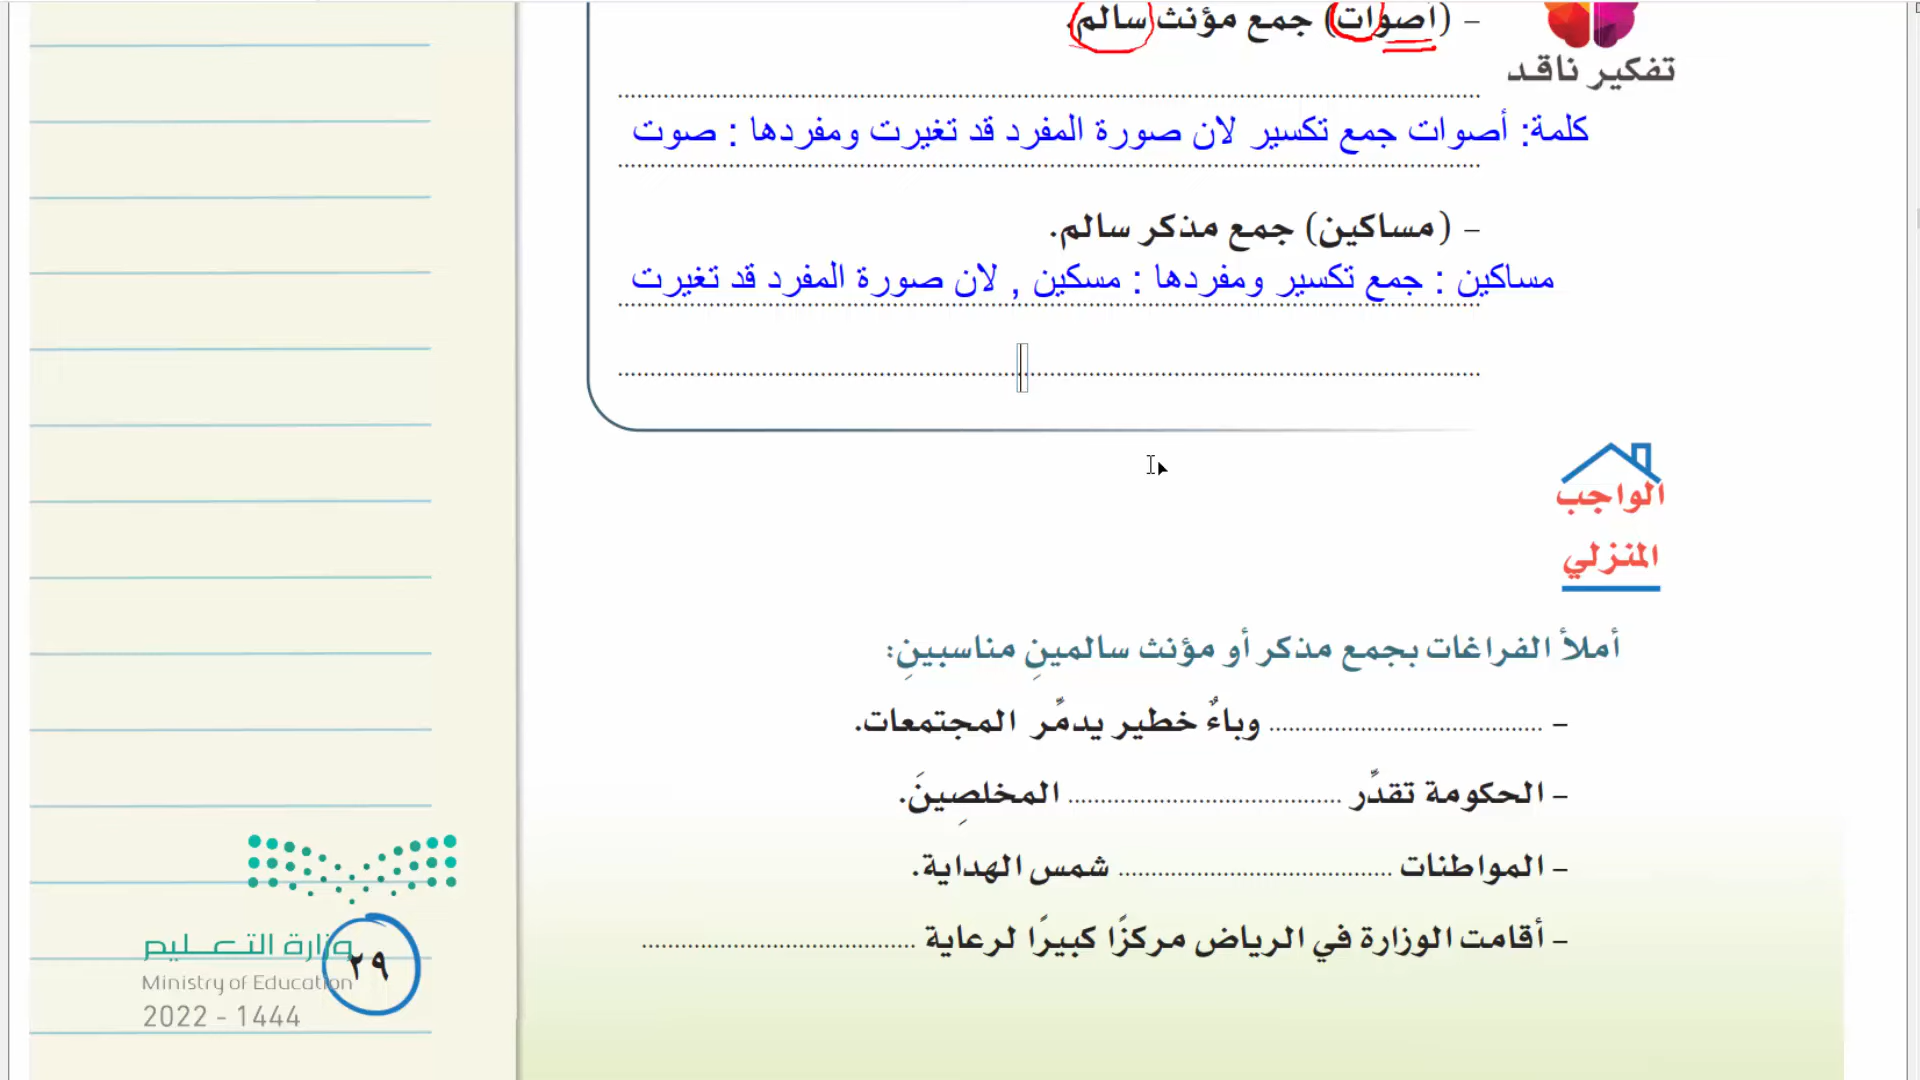 – (أصوات) جمع مؤنث سالم.
تفكير ناقد
كلمة: أصوات جمع تكسير لان صورة المفرد قد تغيرت ومفردها : صوت
– (مساكين) جمع مذكر سالم.
مساكين : جمع تكسير ومفردها : مسكين , لان صورة المفرد قد تغيرت
الواجب
المنزلي
أملأ الفراغات بجمع مذكر أو مؤنث سالمينِ مناسبينِ:
– ........................................ وباءٌ خطير يدمِّر المجتمعات.
– الحكومة تقدِّر ........................................ المخلصِينَ.
– المواطنات ........................................ شمس الهداية.
– أقامت الوزارة في الرياض مركزًا كبيرًا لرعاية ........................................
وزارة التعليم
٢٩
Ministry of Education
2022 - 1444